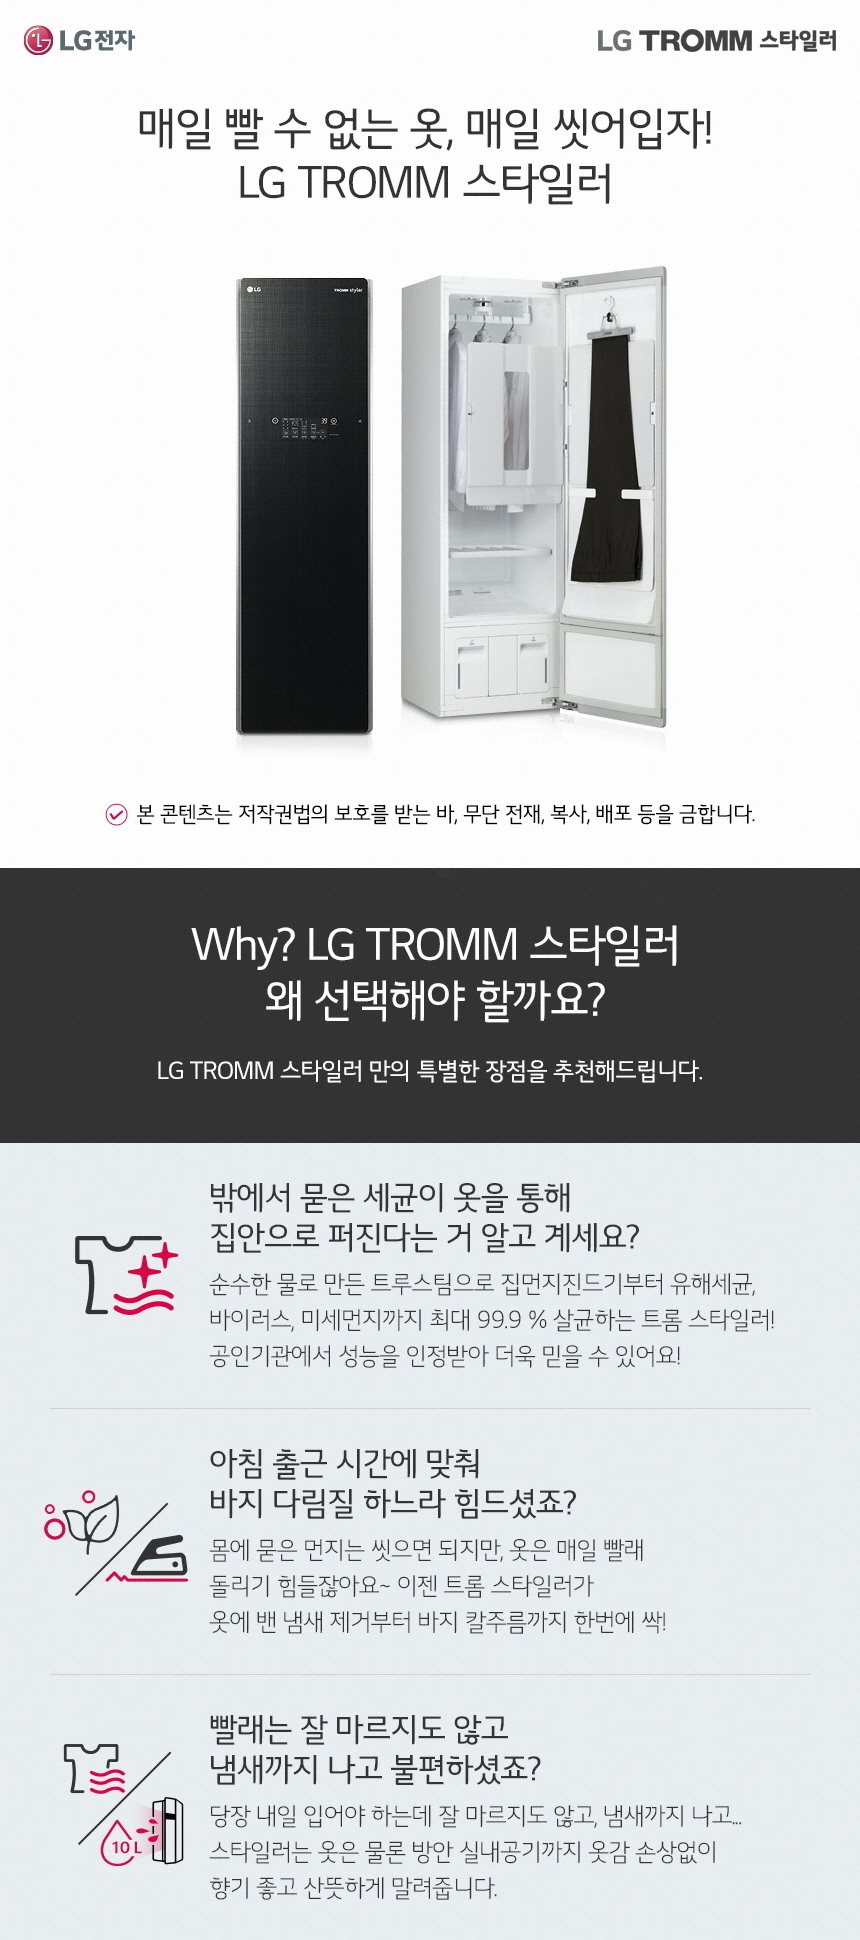 LG전자
LG TROMM 스타일러
매일 빨 수 없는 옷, 매일 씻어입자!
LG TROMM 스타일러
LG
TROMM styler
본 콘텐츠는 저작권법의 보호를 받는 바, 무단 전재, 복사, 배포 등을 금합니다.
Why? LG TROMM 스타일러
왜 선택해야 할까요?
LG TROMM 스타일러 만의 특별한 장점을 추천해드립니다.
밖에서 묻은 세균이 옷을 통해
집안으로 퍼진다는 거 알고 계세요?
순수한 물로 만든 트루스팀으로 집먼지진드기부터 유해세균,
바이러스, 미세먼지까지 최대 99.9 % 살균하는 트롬 스타일러!
공인기관에서 성능을 인정받아 더욱 믿을 수 있어요!
아침 출근 시간에 맞춰
바지 다림질 하느라 힘드셨죠?
몸에 묻은 먼지는 씻으면 되지만, 옷은 매일 빨래
돌리기 힘들잖아요~ 이젠 트롬 스타일러가
옷에 밴 냄새 제거부터 바지 칼주름까지 한번에 싹!
빨래는 잘 마르지도 않고
냄새까지 나고 불편하셨죠?
당장 내일 입어야 하는데 잘 마르지도 않고, 냄새까지 나고...
스타일러는 옷은 물론 방안 실내공기까지 옷감 손상없이
향기 좋고 산뜻하게 말려줍니다.
10 L